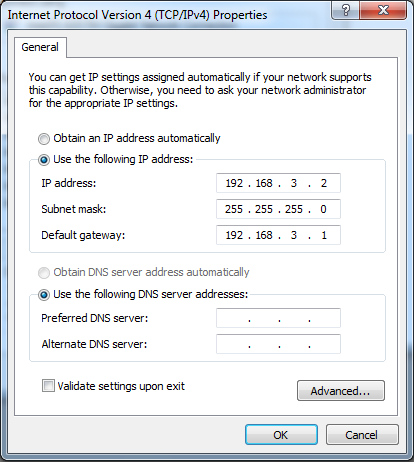 Internet Protocol Version 4 (TCP/IPv4) Properties
General
You can get IP settings assigned automatically if your network supports
this capability. Otherwise, you need to ask your network administrator
for the appropriate IP settings.
Obtain an IP address automatically
Use the following IP address:
IP address: 192 . 168 . 3 . 2
Subnet mask: 255 . 255 . 255 . 0
Default gateway: 192 . 168 . 3 . 1
Obtain DNS server address automatically
Use the following DNS server addresses:
Preferred DNS server: . . .
Alternate DNS server: . . .
Validate settings upon exit
Advanced...
OK Cancel